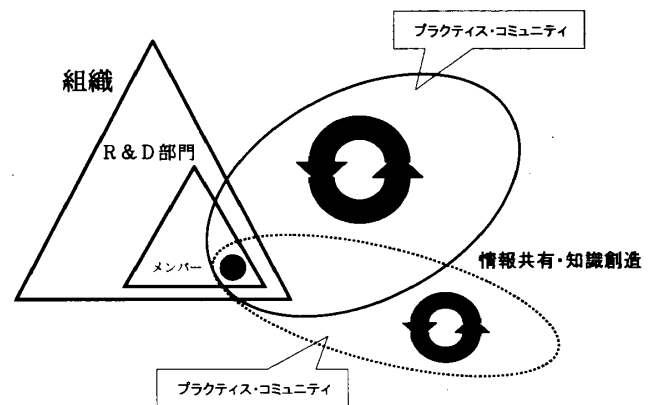 プラクティス・コミュニティ
組織
R&D部門
メンバー
情報共有・知識創造
プラクティス・コミュニティ